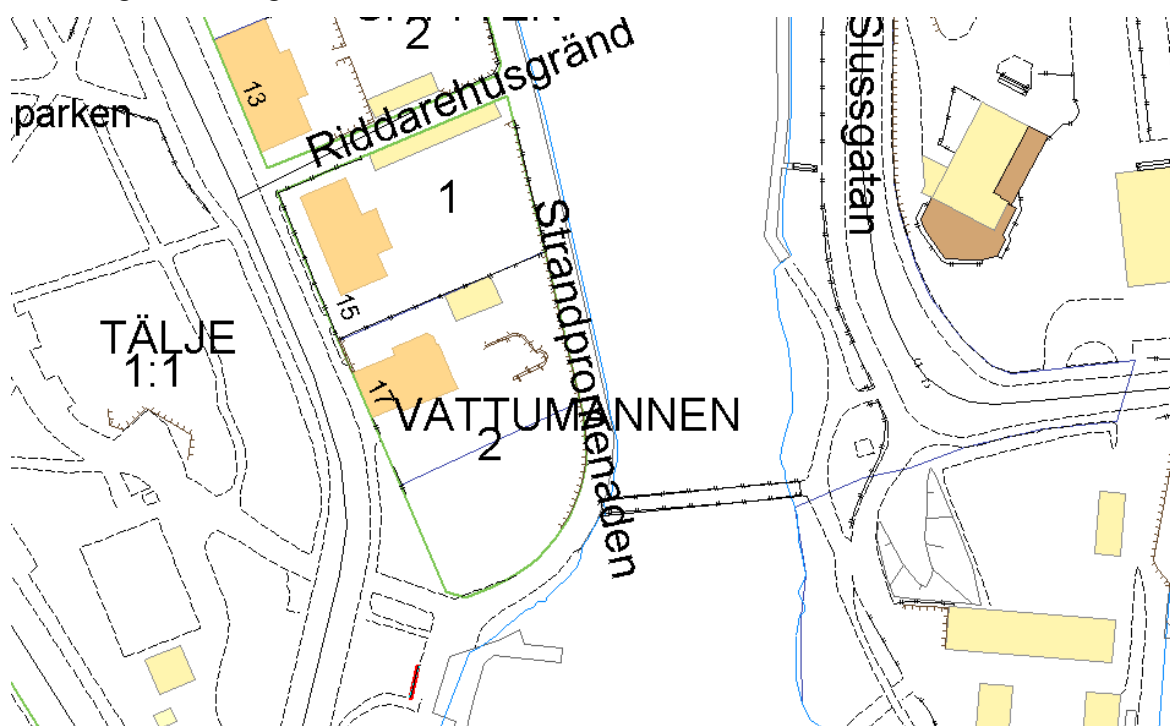 2
13
Riddarehusgränd
parken
Slussgatan
1
Strandpromenaden
15
TÄLJE
1:1
17
VATTUMANNEN
2